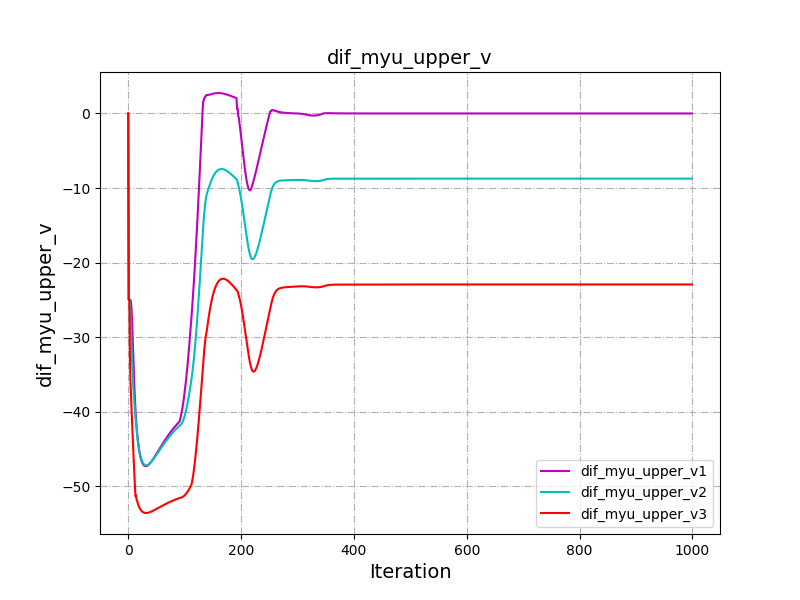 dif_myu_upper_v
dif_myu_upper_v
0
−10
−20
−30
−40
−50
0
200
400
600
800
1000
Iteration
dif_myu_upper_v1
dif_myu_upper_v2
dif_myu_upper_v3